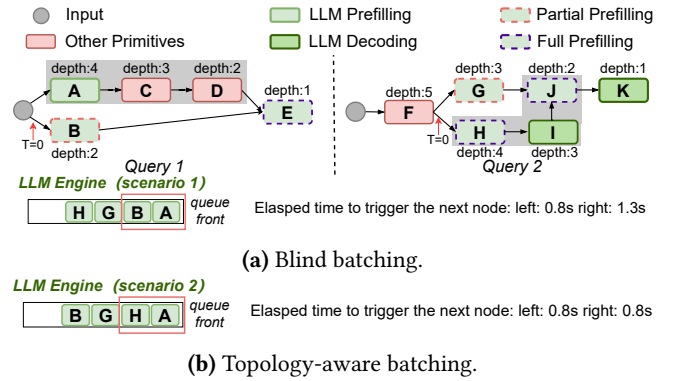 Input
LLM Prefilling
Partial Prefilling
Other Primitives
LLM Decoding
Full Prefilling
depth:4
depth:3
depth:2
A
C
D
depth:1
E
B
T=0
depth:2
Query 1
depth:5
F
T=0
depth:3
G
depth:2
J
depth:1
K
H
I
depth:4
depth:3
Query 2
LLM Engine (scenario 1)
H G B A
queue front
Elasped time to trigger the next node: left: 0.8s right: 1.3s
(a) Blind batching.
LLM Engine (scenario 2)
B G H A
queue front
Elapsed time to trigger the next node: left: 0.8s right: 0.8s
(b) Topology-aware batching.